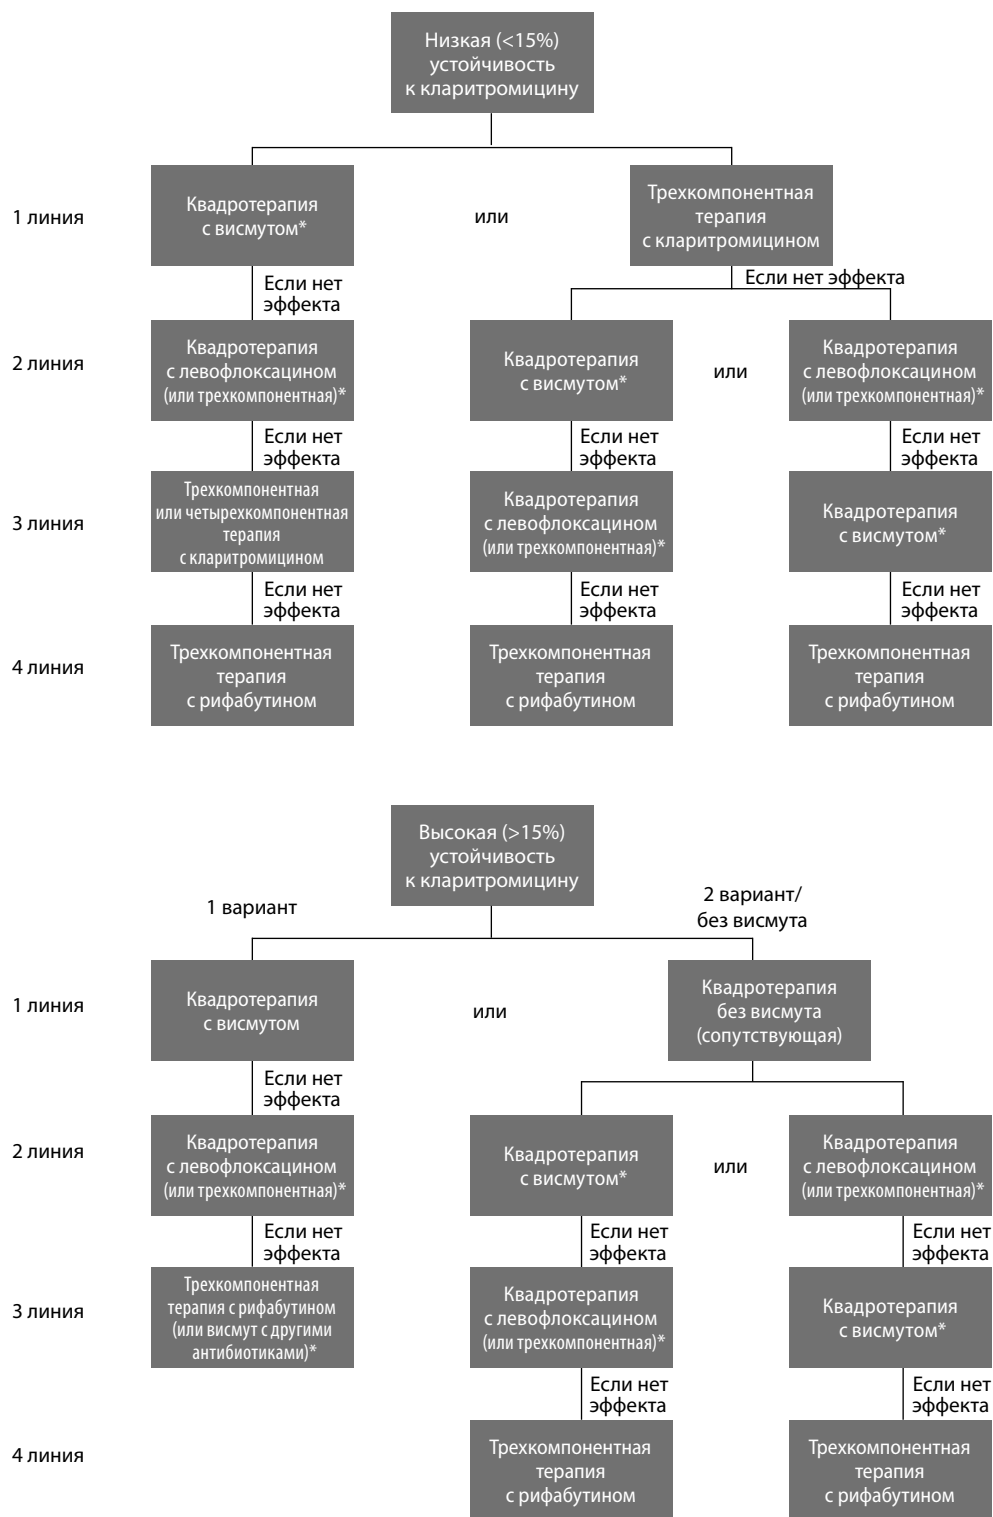 Низкая (<15%)
устойчивость
к кларитромицину
1 линия
Квадротерапия
с висмутом*
или
Трехкомпонентная
терапия
с кларитромицином
Если нет
эффекта
Если нет эффекта
2 линия
Квадротерапия
с левофлоксацином
(или трехкомпонентная)*
Квадротерапия
с висмутом*
или
Квадротерапия
с левофлоксацином
(или трехкомпонентная)*
Если нет
эффекта
Если нет
эффекта
Если нет
эффекта
3 линия
Трехкомпонентная
или четырехкомпонентная
терапия
с кларитромицином
Квадротерапия
с левофлоксацином
(или трехкомпонентная)*
Квадротерапия
с висмутом*
Если нет
эффекта
Если нет
эффекта
Если нет
эффекта
4 линия
Трехкомпонентная
терапия
с рифабутином
Трехкомпонентная
терапия
с рифабутином
Трехкомпонентная
терапия
с рифабутином
Высокая (>15%)
устойчивость
к кларитромицину
1 вариант
2 вариант/
без висмута
1 линия
Квадротерапия
с висмутом
или
Квадротерапия
без висмута
(сопутствующая)
Если нет
эффекта
2 линия
Квадротерапия
с левофлоксацином
(или трехкомпонентная)*
Квадротерапия
с висмутом*
или
Квадротерапия
с левофлоксацином
(или трехкомпонентная)*
Если нет
эффекта
Если нет
эффекта
Если нет
эффекта
3 линия
Трехкомпонентная
терапия с рифабутином
(или висмут с другими
антибиотиками)*
Квадротерапия
с левофлоксацином
(или трехкомпонентная)*
Квадротерапия
с висмутом*
Если нет
эффекта
Если нет
эффекта
4 линия
Трехкомпонентная
терапия
с рифабутином
Трехкомпонентная
терапия
с рифабутином